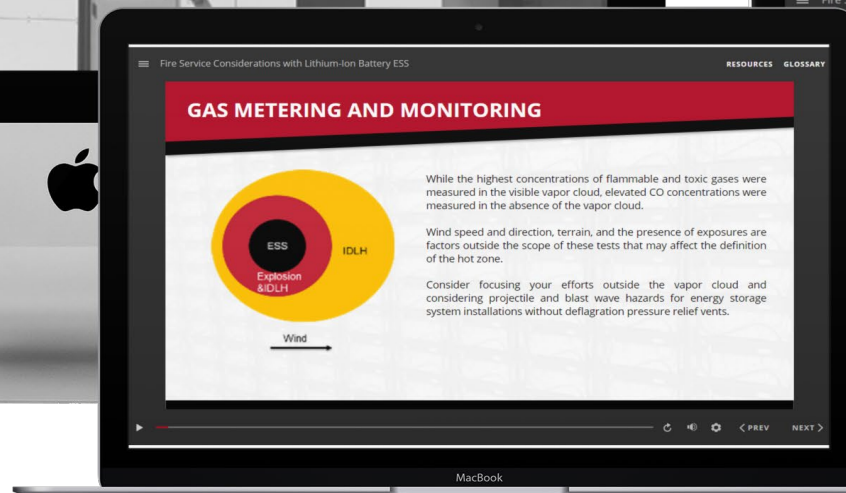 Fire
Fire Service Considerations with Lithium-Ion Battery ESS
RESOURCES GLOSSARY
GAS METERING AND MONITORING
While the highest concentrations of flammable and toxic gases were
measured in the visible vapor cloud, elevated CO concentrations were
measured in the absence of the vapor cloud.
Wind speed and direction, terrain, and the presence of exposures are
factors outside the scope of these tests that may affect the definition
of the hot zone.
Consider focusing your efforts outside the vapor cloud and
considering projectile and blast wave hazards for energy storage
system installations without deflagration pressure relief vents.
ESS
IDLH
Explosion
&IDLH
Wind
PREV
NEXT
MacBook